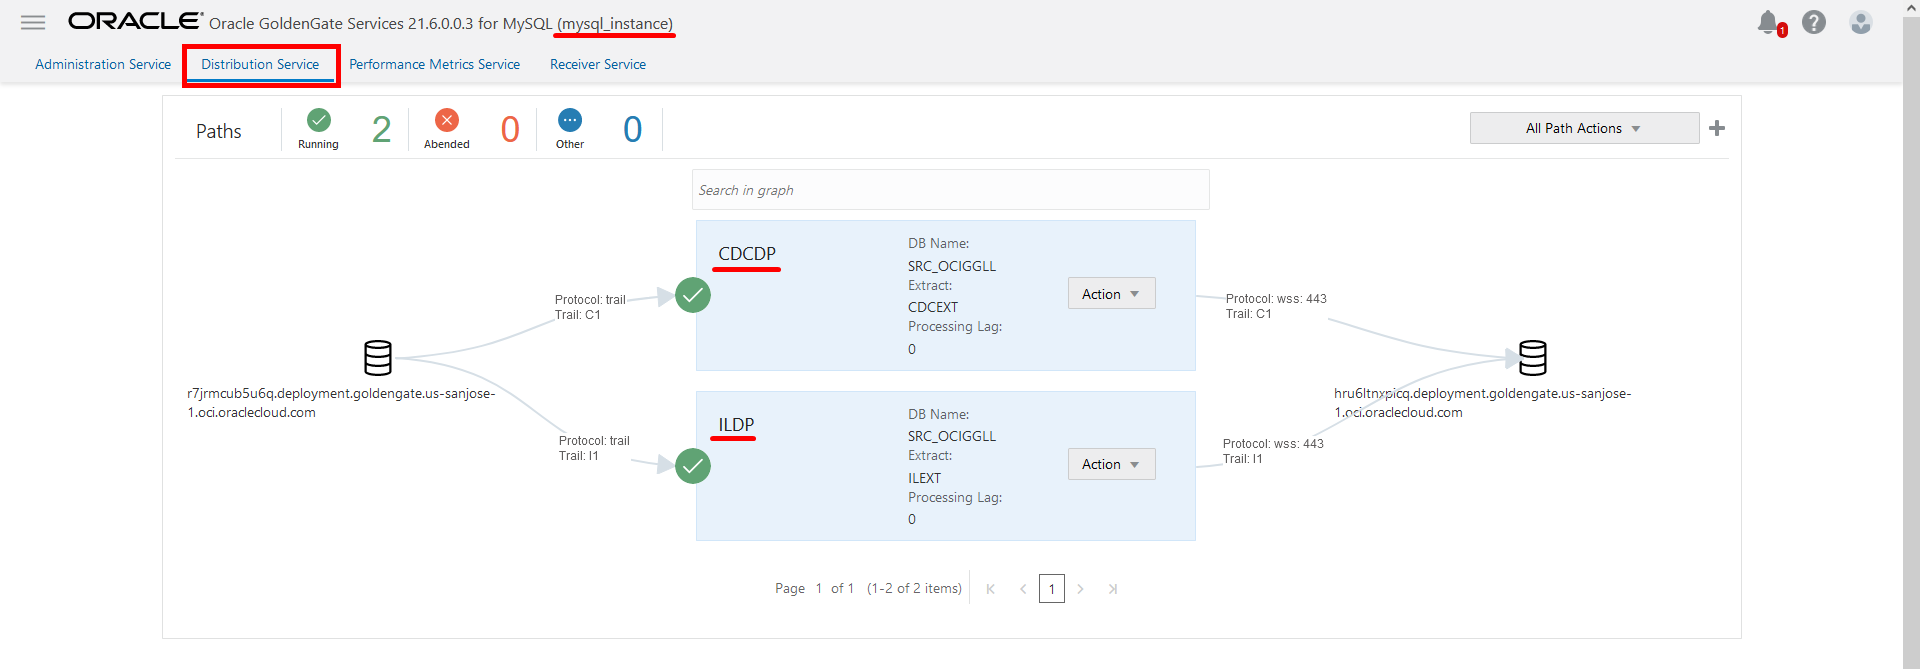 ORACLE® Oracle GoldenGate Services 21.6.0.0.3 for MySQL (mysql_instance)
1
?
Administration Service
Distribution Service
Performance Metrics Service
Receiver Service
Paths
Running
2
Abended
0
Other
0
All Path Actions
Search in graph
CDCDP
DB Name:
SRC_OCIGGLL
Extract:
CDCEXT
Processing Lag:
0
Action
Protocol: trail
Trail: C1
Protocol: wss: 443
Trail: C1
r7jrmcub5u6q.deployment.goldengate.us-sanjose-
1.oci.oraclecloud.com
hru6ltnxpicq.deployment.goldengate.us-sanjose-
1.oci.oraclecloud.com
ILDP
DB Name:
SRC_OCIGGLL
Extract:
ILEXT
Processing Lag:
0
Action
Protocol: trail
Trail: I1
Protocol: wss: 443
Trail: I1
Page 1 of 1 (1-2 of 2 items)
1